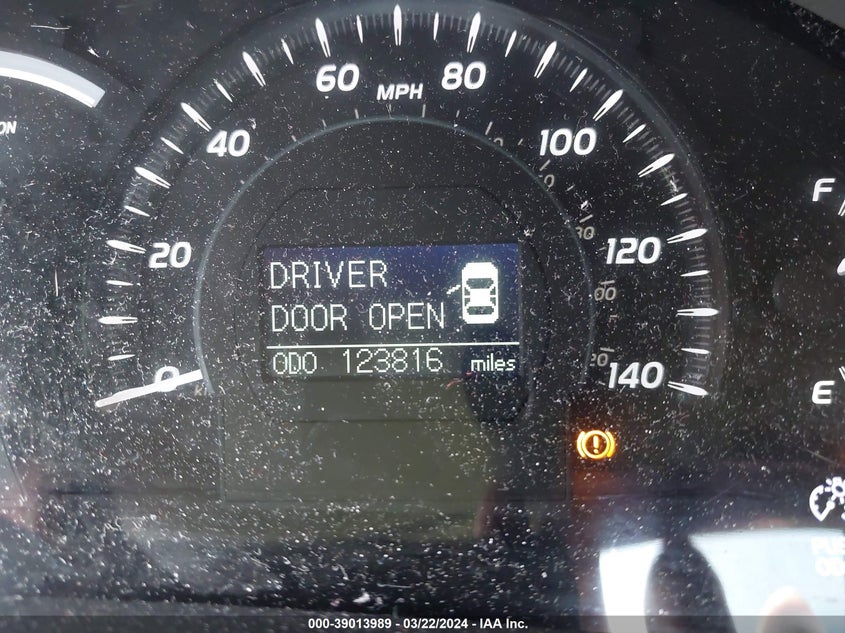 ON
60
MPH
80
40
100
20
120
0
140
DRIVER
DOOR OPEN
ODO 123816 miles
F
E
000-39013989 - 03/22/2024 - IAA Inc.